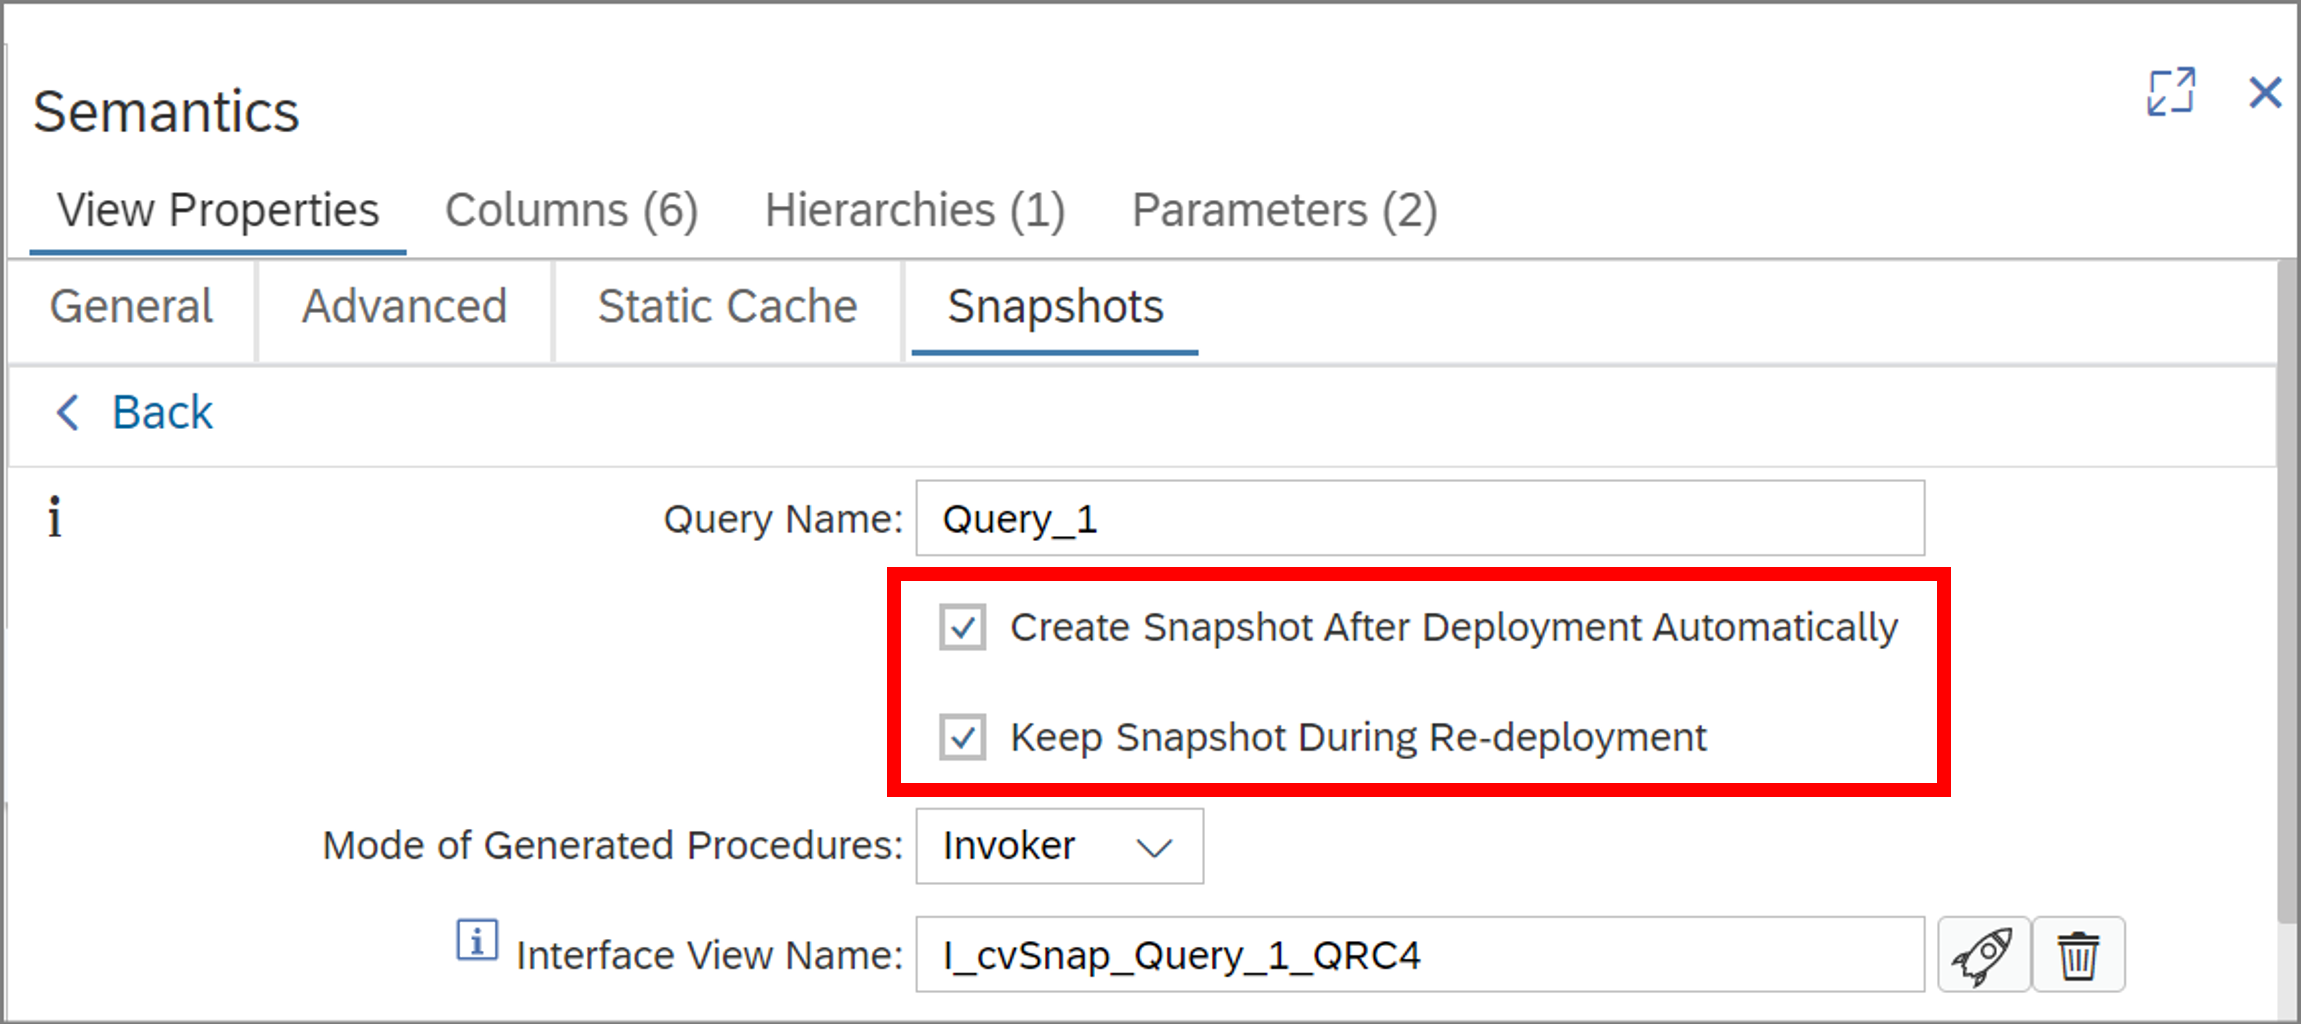 Semantics
View Properties Columns (6) Hierarchies (1) Parameters (2)
General Advanced Static Cache Snapshots
Back
Query Name: Query_1
Create Snapshot After Deployment Automatically
Keep Snapshot During Re-deployment
Mode of Generated Procedures: Invoker
Interface View Name: I_cvSnap_Query_1_QRC4